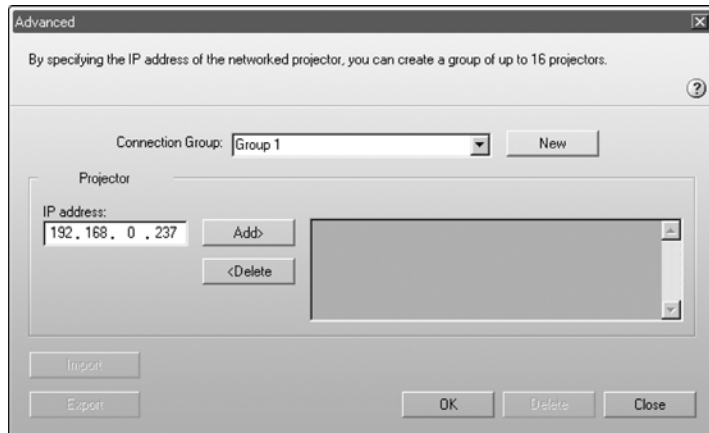 Advanced
By specifying the IP address of the networked projector, you can create a group of up to 16 projectors.
?
Connection Group: Group 1 New
Projector
IP address:
192 . 168 . 0 . 237 Add>
<Delete
Import
Export OK Delete Close